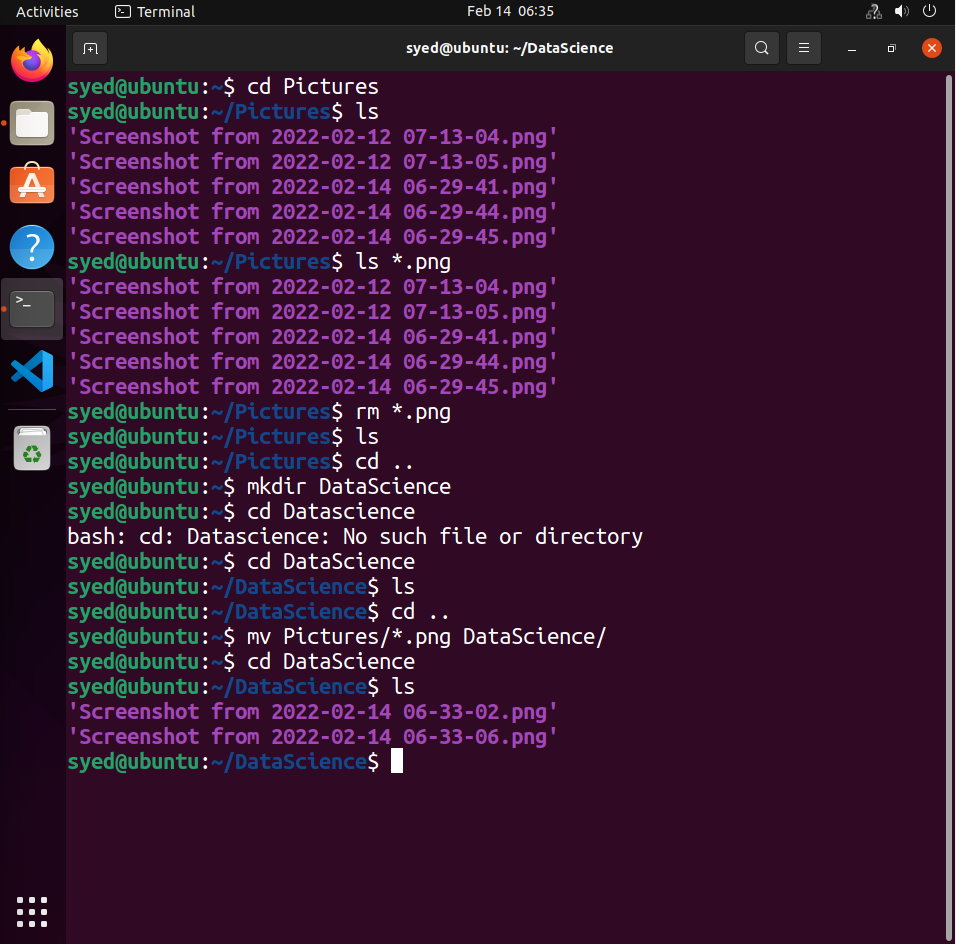 Activities Terminal Feb 14 06:35
syed@ubuntu: ~/DataScience
syed@ubuntu:~$ cd Pictures
syed@ubuntu:~/Pictures$ ls
'Screenshot from 2022-02-12 07-13-04.png'
'Screenshot from 2022-02-12 07-13-05.png'
'Screenshot from 2022-02-14 06-29-41.png'
'Screenshot from 2022-02-14 06-29-44.png'
'Screenshot from 2022-02-14 06-29-45.png'
syed@ubuntu:~/Pictures$ ls *.png
'Screenshot from 2022-02-12 07-13-04.png'
'Screenshot from 2022-02-12 07-13-05.png'
'Screenshot from 2022-02-14 06-29-41.png'
'Screenshot from 2022-02-14 06-29-44.png'
'Screenshot from 2022-02-14 06-29-45.png'
syed@ubuntu:~/Pictures$ rm *.png
syed@ubuntu:~/Pictures$ ls
syed@ubuntu:~/Pictures$ cd ..
syed@ubuntu:~$ mkdir DataScience
syed@ubuntu:~$ cd Datascience
bash: cd: Datascience: No such file or directory
syed@ubuntu:~$ cd DataScience
syed@ubuntu:~/DataScience$ ls
syed@ubuntu:~/DataScience$ cd ..
syed@ubuntu:~$ mv Pictures/*.png DataScience/
syed@ubuntu:~$ cd DataScience
syed@ubuntu:~/DataScience$ ls
'Screenshot from 2022-02-14 06-33-02.png'
'Screenshot from 2022-02-14 06-33-06.png'
syed@ubuntu:~/DataScience$